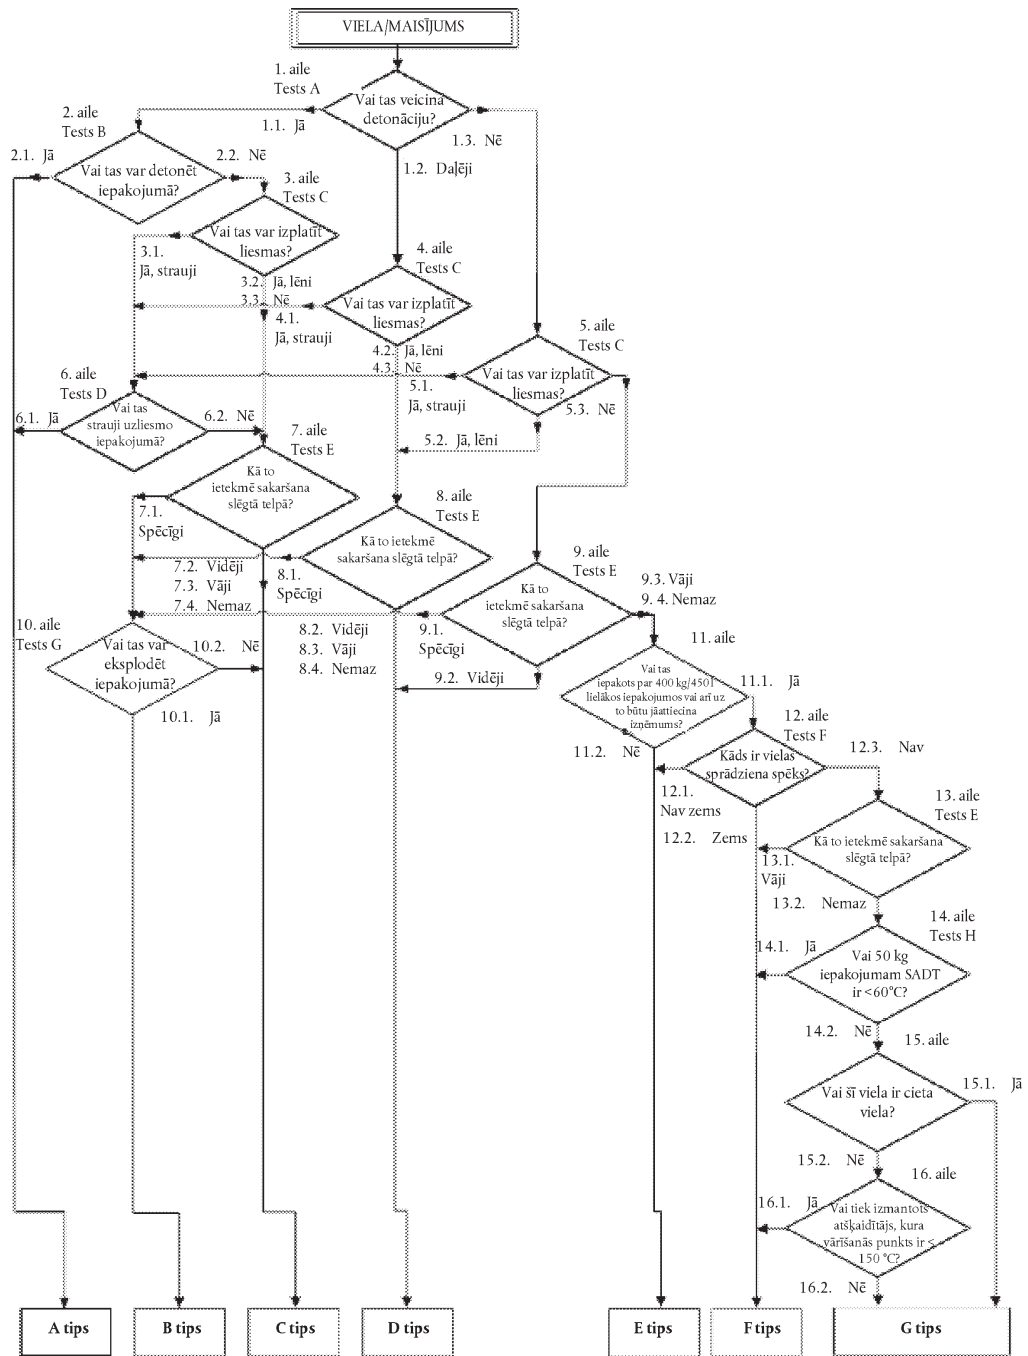 VIELA/MAISĪJUMS
1. aile
Tests A
Vai tas veicina
detonāciju?
1.1. Jā
1.2. Daļēji
1.3. Nē
2. aile
Tests B
2.1. Jā
2.2. Nē
Vai tas var detonēt
iepakojumā?
3. aile
Tests C
Vai tas var izplatīt
liesmas?
3.1.
Jā, strauji
3.2. Jā, lēni
3.3. Nē
4. aile
Tests C
Vai tas var izplatīt
liesmas?
4.1.
Jā, strauji
4.2. Jā, lēni
4.3. Nē
5. aile
Tests C
Vai tas var izplatīt
liesmas?
5.1.
Jā, strauji
5.2. Jā, lēni
5.3. Nē
6. aile
Tests D
Vai tas
strauji uzliesmo
iepakojumā?
6.1. Jā
6.2. Nē
7. aile
Tests E
Kā to
ietekmē sakaršana
slēgtā telpā?
7.1.
Spēcīgi
7.2. Vidēji
7.3. Vāji
7.4. Nemaz
8. aile
Tests E
Kā to ietekmē
sakaršana slēgtā telpā?
8.1.
Spēcīgi
8.2. Vidēji
8.3. Vāji
8.4. Nemaz
9. aile
Tests E
Kā to
ietekmē sakaršana
slēgtā telpā?
9.1.
Spēcīgi
9.2. Vidēji
9.3. Vāji
9. 4. Nemaz
10. aile
Tests G
Vai tas var
eksplodēt
iepakojumā?
10.1. Jā
10.2. Nē
11. aile
Vai tas
iepakots par 400 kg/450 l
lielākos iepakojumos vai arī uz
to būtu jāattiecina
izņēmums?
11.1. Jā
11.2. Nē
12. aile
Tests F
Kāds ir vielas
sprādziena spēks?
12.1.
Nav zems
12.2. Zems
12.3. Nav
13. aile
Tests E
Kā to ietekmē sakaršana
slēgtā telpā?
13.1.
Vāji
13.2. Nemaz
14. aile
Tests H
Vai 50 kg
iepakojumam SADT
ir <60°C?
14.1. Jā
14.2. Nē
15. aile
Vai šī viela ir cieta
viela?
15.1. Jā
15.2. Nē
16. aile
Vai tiek izmantots
atšķaidītājs, kura
vārīšanās punkts ir <
150 °C?
16.1. Jā
16.2. Nē
A tips
B tips
C tips
D tips
E tips
F tips
G tips